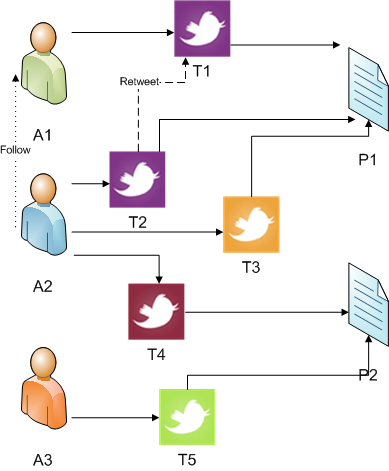 T1
Retweet
A1
Follow
P1
T2
T3
A2
T4
P2
A3
T5